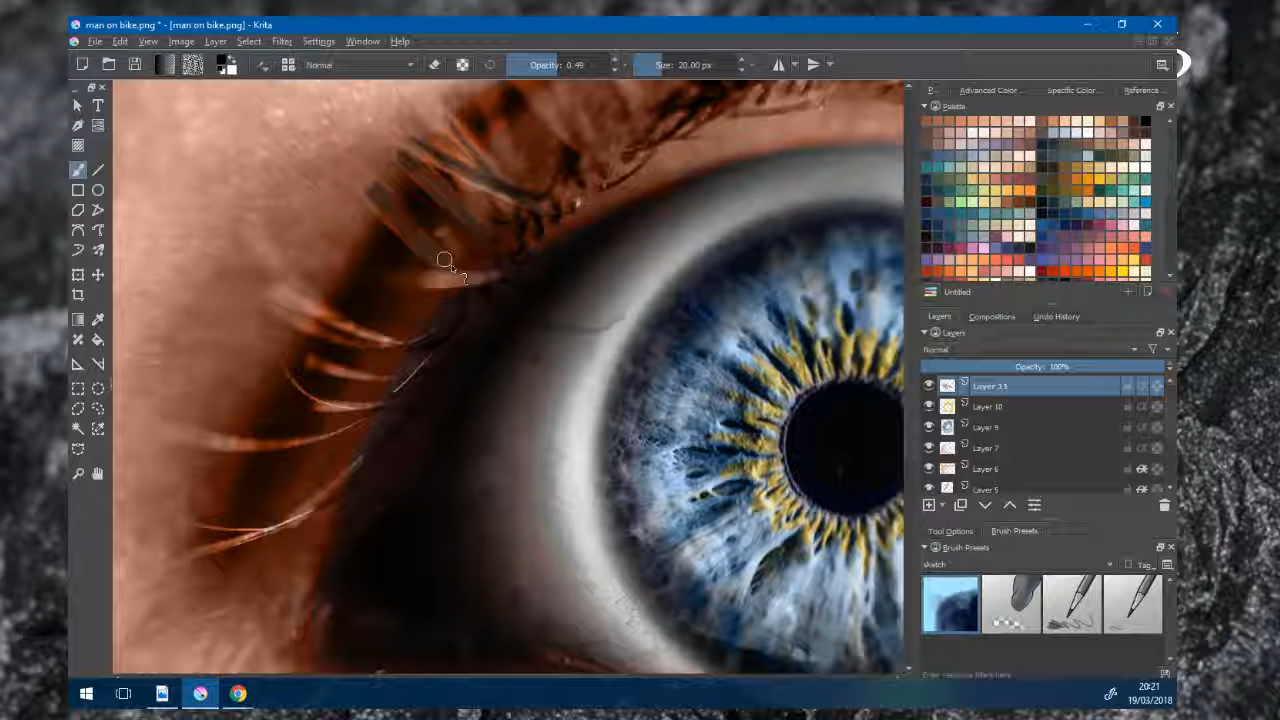 man on bike.png * - [man on bike.png] - Krita
File Edit View Image Layer Select Filter Settings Window Help
Normal Opacity: 0.49 Size: 20.00 px
P... Advanced Color... Specific Color... Reference...
Palette
Untitled
Layers Compositions Undo History
Layers
Normal
Opacity: 100%
Layer 11
Layer 10
Layer 9
Layer 7
Layer 6
Layer 5
Tool Options Brush Presets
Brush Presets
sketch Tag
20:21
19/03/2018